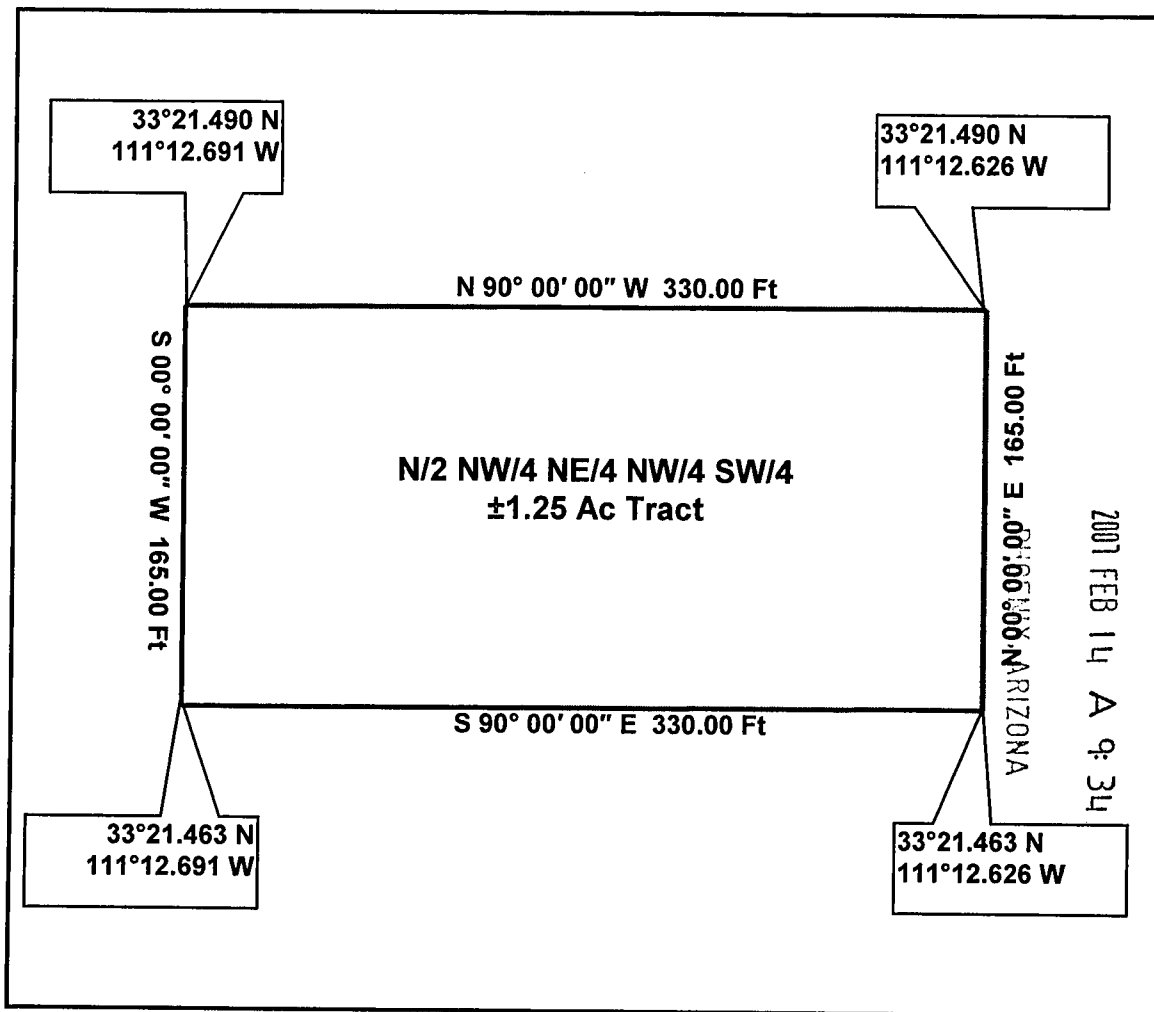 33°21.490 N
111°12.691 W
33°21.490 N
111°12.626 W
N 90° 00′ 00″ W 330.00 Ft
S 00° 00′ 00″ W 165.00 Ft
N/2 NW/4 NE/4 NW/4 SW/4
±1.25 Ac Tract
N 00° 00′ 00″ E 165.00 Ft
ARIZONA
2007 FEB 14 A 9:34
S 90° 00′ 00″ E 330.00 Ft
33°21.463 N
111°12.691 W
33°21.463 N
111°12.626 W